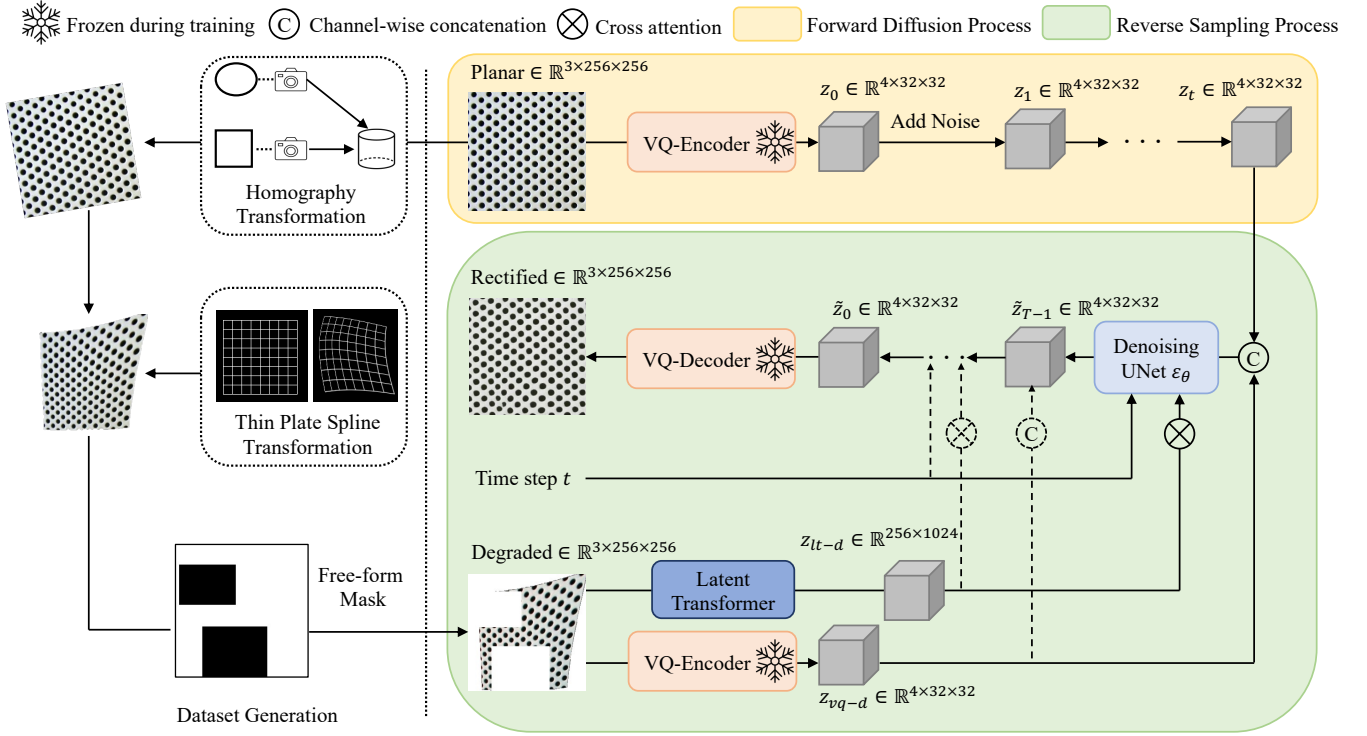 Frozen during training
C Channel-wise concatenation
Cross attention
Forward Diffusion Process
Reverse Sampling Process
Homography
Transformation
Thin Plate Spline
Transformation
Free-form
Mask
Dataset Generation
Planar ∈ ℝ^{3×256×256}
VQ-Encoder
z_0 ∈ ℝ^{4×32×32}
Add Noise
z_1 ∈ ℝ^{4×32×32}
· · ·
z_t ∈ ℝ^{4×32×32}
Rectified ∈ ℝ^{3×256×256}
VQ-Decoder
z̃_0 ∈ ℝ^{4×32×32}
· · ·
z̃_{T−1} ∈ ℝ^{4×32×32}
Denoising
UNet ε_θ
C
C
Time step t
Degraded ∈ ℝ^{3×256×256}
Latent
Transformer
z_{lt−d} ∈ ℝ^{256×1024}
VQ-Encoder
z_{vq−d} ∈ ℝ^{4×32×32}